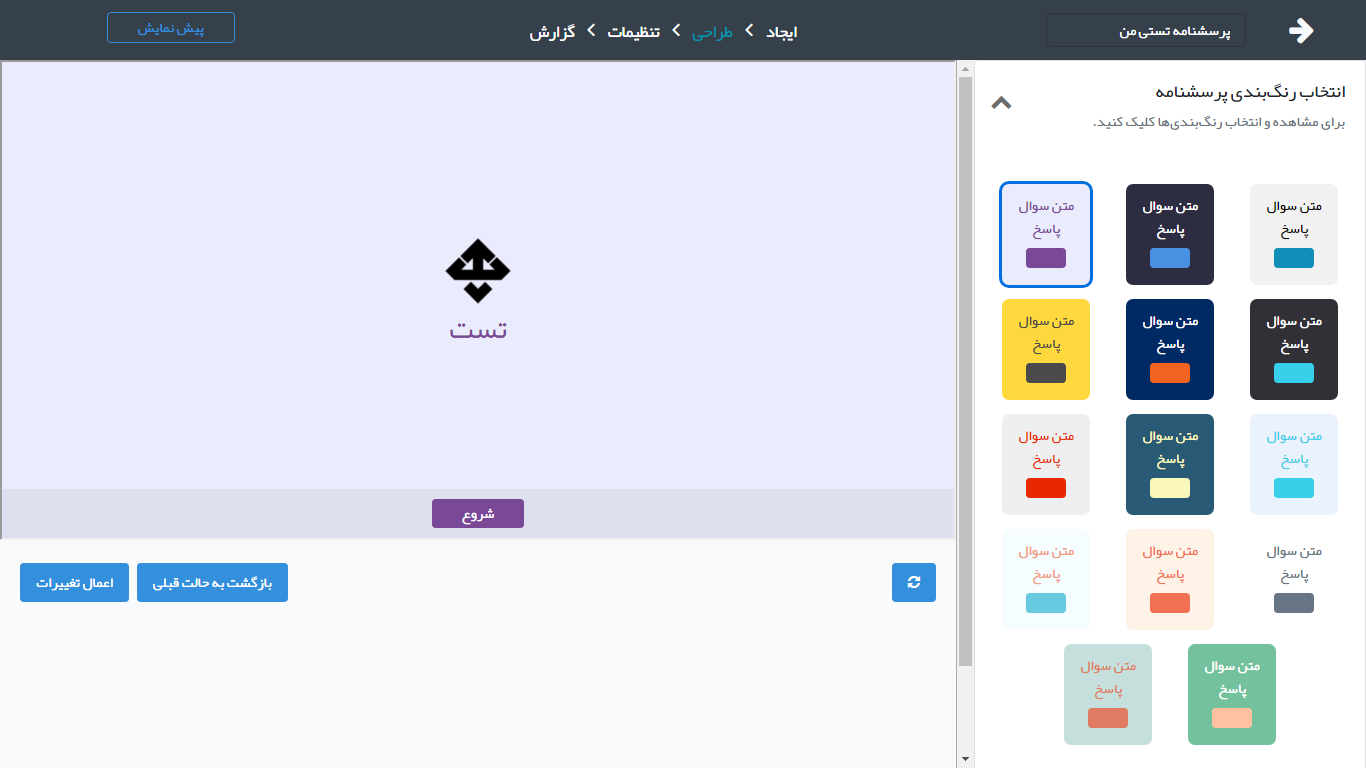 پرسشنامه تستی من
ایجاد
طراحی
تنظیمات
گزارش
پیش نمایش
انتخاب رنگ‌بندی پرسشنامه
برای مشاهده و انتخاب رنگ‌بندی‌ها کلیک کنید.
متن سوال
پاسخ
متن سوال
پاسخ
متن سوال
پاسخ
متن سوال
پاسخ
متن سوال
پاسخ
متن سوال
پاسخ
متن سوال
پاسخ
متن سوال
پاسخ
متن سوال
پاسخ
متن سوال
پاسخ
متن سوال
پاسخ
متن سوال
پاسخ
متن سوال
پاسخ
متن سوال
پاسخ
تست
شروع
بازگشت به حالت قبلی
اعمال تغییرات